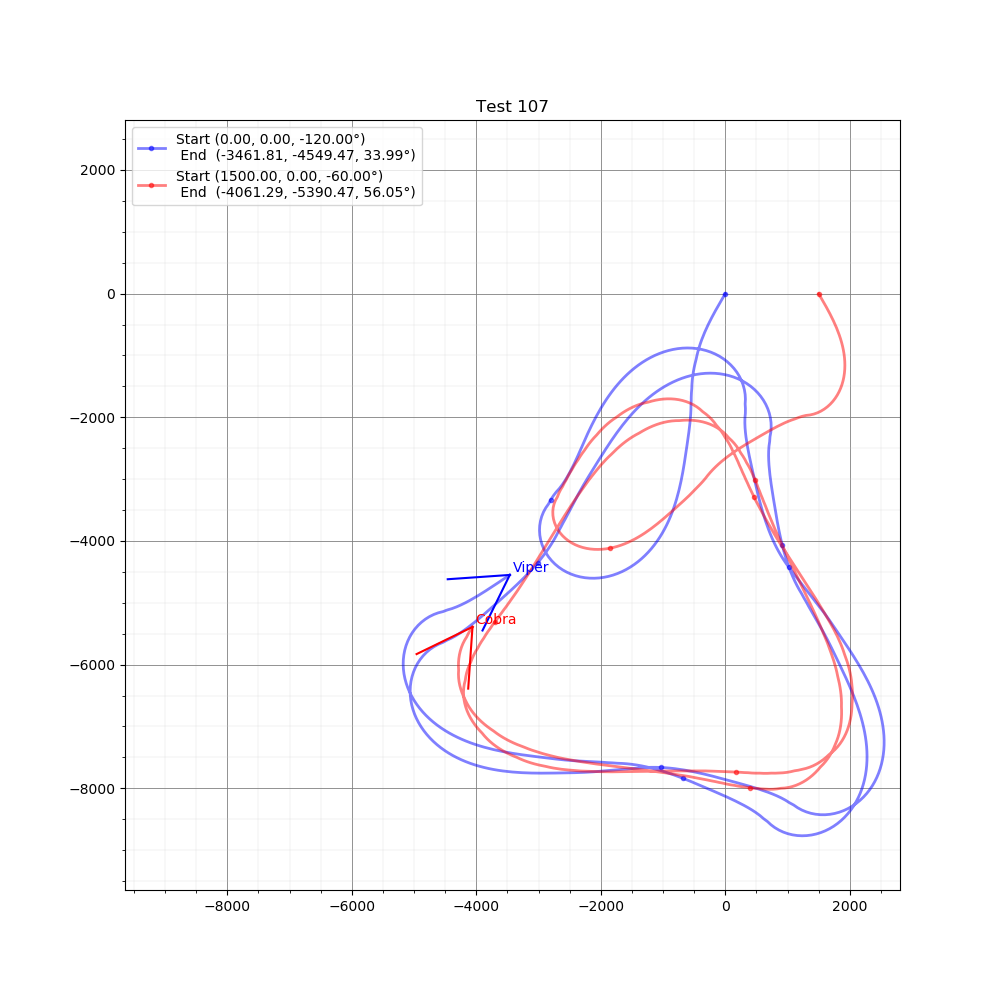 Test 107
Start (0.00, 0.00, -120.00°)
End  (-3461.81, -4549.47, 33.99°)
Start (1500.00, 0.00, -60.00°)
End  (-4061.29, -5390.47, 56.05°)
2000
0
−2000
−4000
−6000
−8000
Viper
Cobra
−8000
−6000
−4000
−2000
0
2000